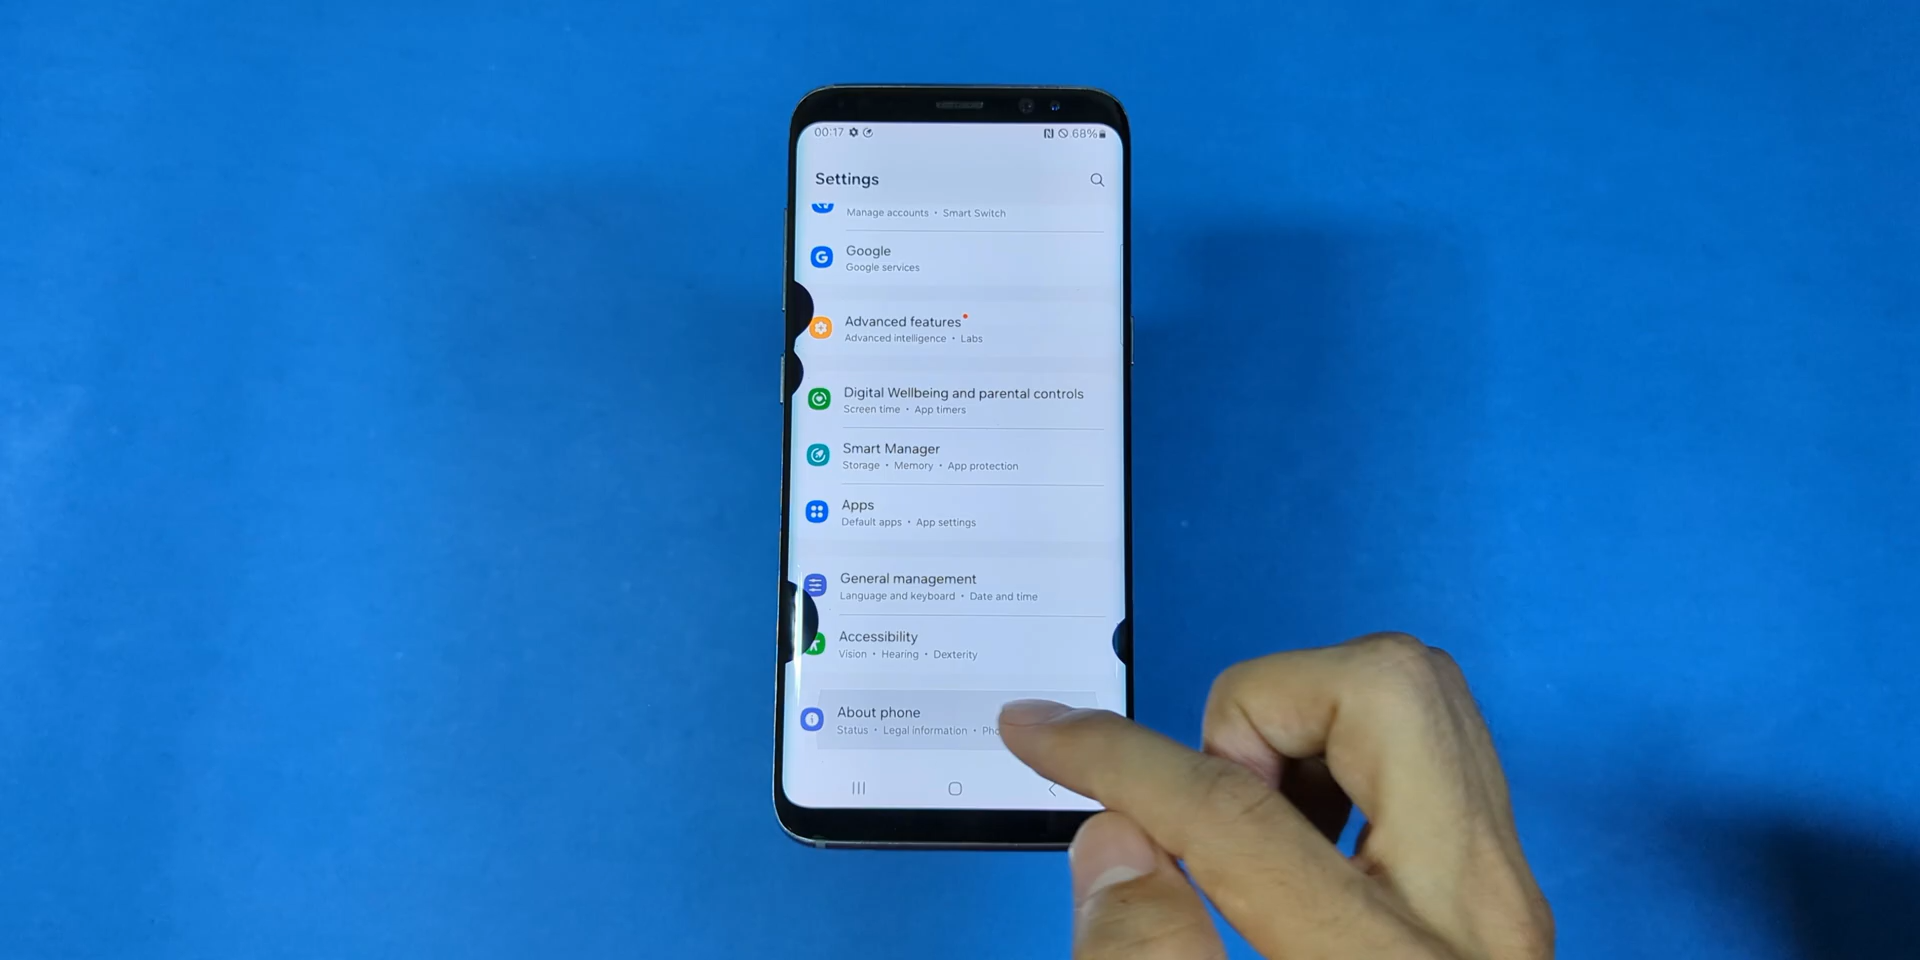 00:17
68%
Settings
Manage accounts • Smart Switch
Google
Google services
Advanced features
Advanced intelligence • Labs
Digital Wellbeing and parental controls
Screen time • App timers
Smart Manager
Storage • Memory • App protection
Apps
Default apps • App settings
General management
Language and keyboard • Date and time
Accessibility
Vision • Hearing • Dexterity
About phone
Status • Legal information •